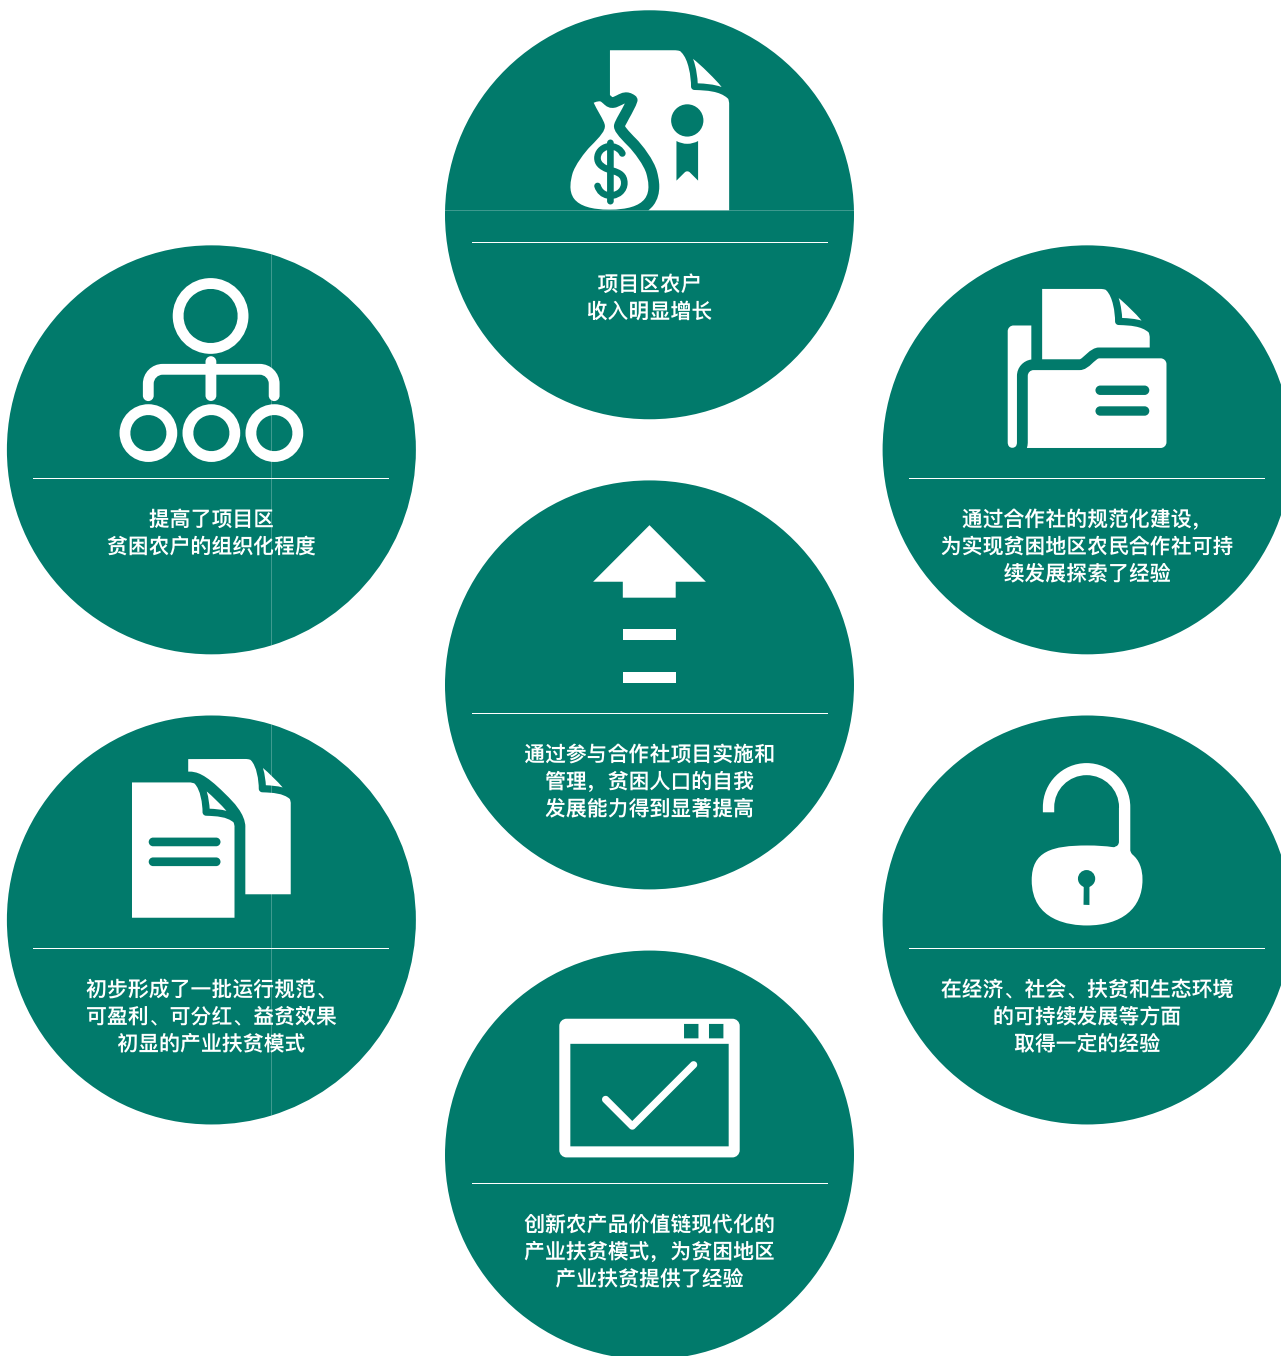 项目区农户
收入明显增长
提高了项目区
贫困农户的组织化程度
通过合作社的规范化建设，
为实现贫困地区农民合作社可持
续发展探索了经验
通过参与合作社项目实施和
管理，贫困人口的自我
发展能力得到显著提高
初步形成了一批运行规范、
可盈利、可分红、益贫效果
初显的产业扶贫模式
在经济、社会、扶贫和生态环境
的可持续发展等方面
取得一定的经验
创新农产品价值链现代化的
产业扶贫模式，为贫困地区
产业扶贫提供了经验